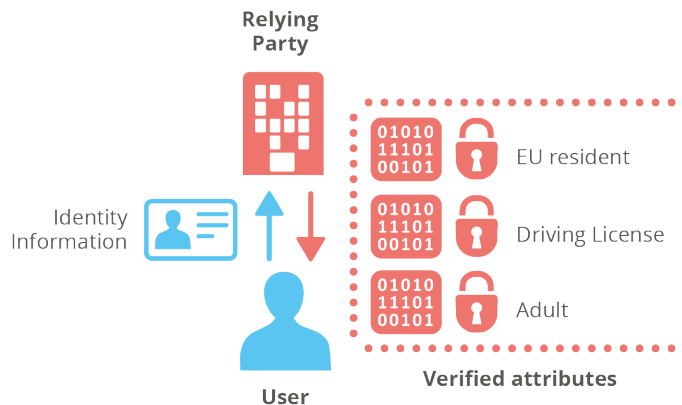 Relying
Party
Identity
Information
User
01010
11101
00101
EU resident
01010
11101
00101
Driving License
01010
11101
00101
Adult
Verified attributes